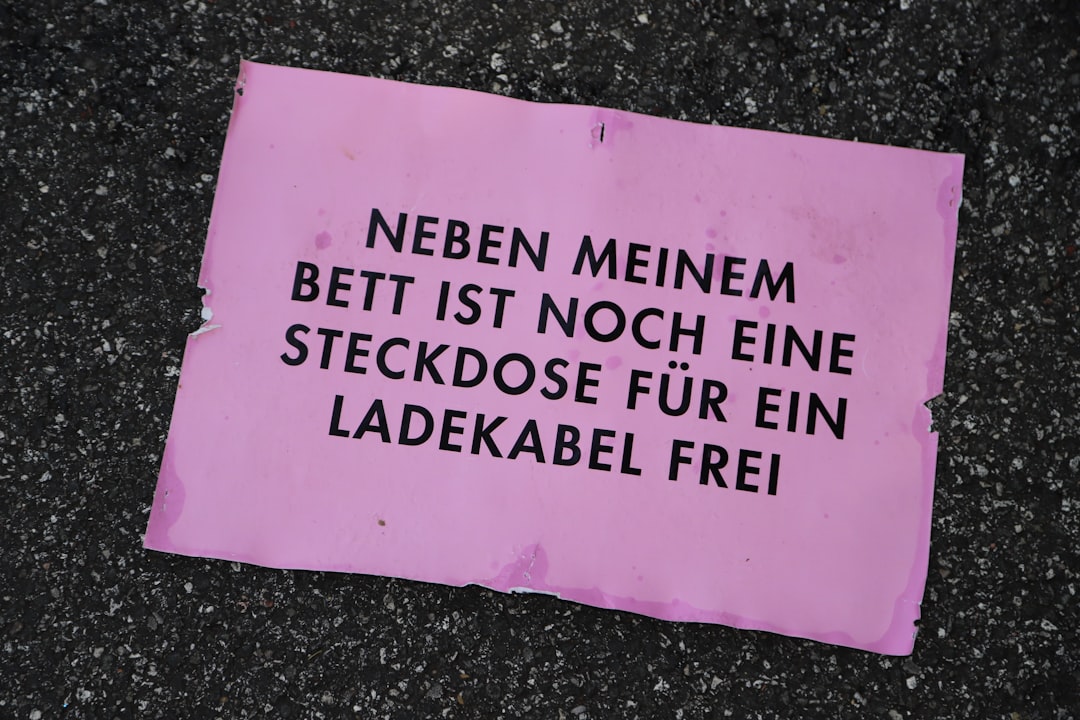 NEBEN MEINEM
BETT IST NOCH EINE
STECKDOSE FÜR EIN
LADEKABEL FREI